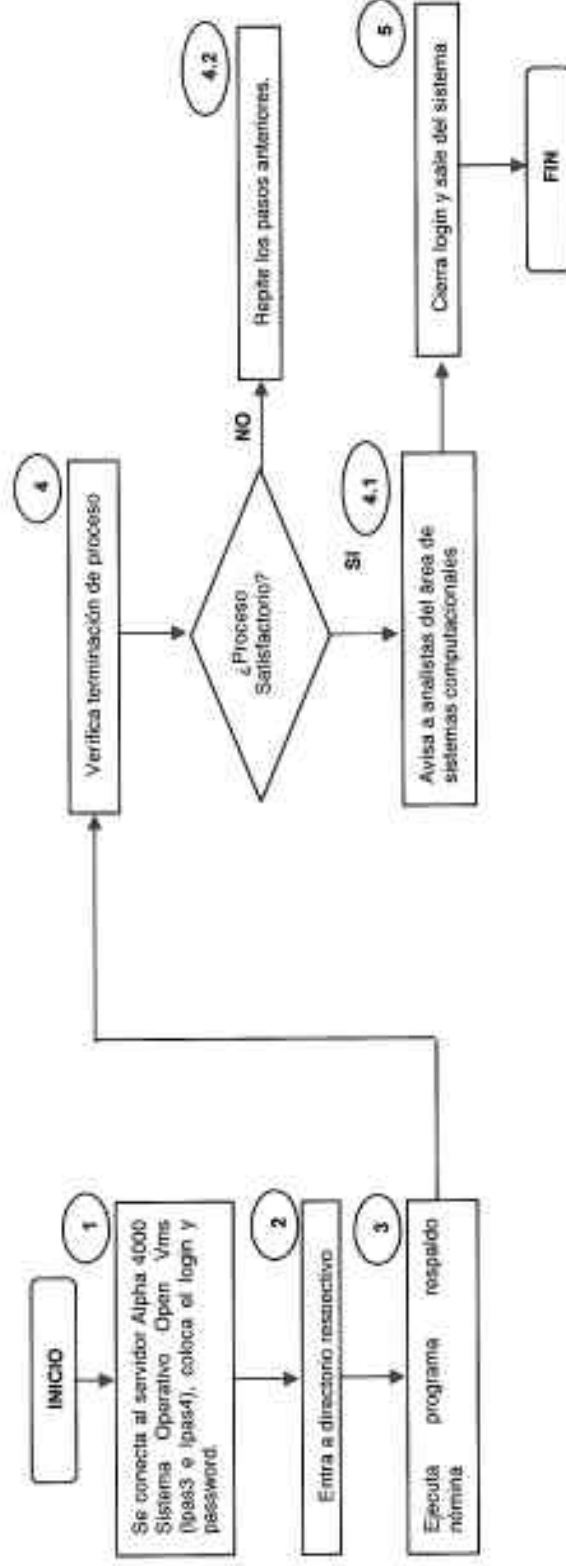 INICIO
1
Se conecta al servidor Alpha 4000
Sistema Operativo Open Vms
(Ipas3 e Ipas4), coloca el login y
password.
2
Entra a directorio respectivo
3
Ejecuta programa respaldo
nómina
4
Verifica terminación de proceso
¿Proceso
Satisfactorio?
NO
4.2
Repite los pasos anteriores.
SI
4.1
Avisa a analistas del área de
sistemas computacionales
5
Cierra login y sale del sistema
FIN